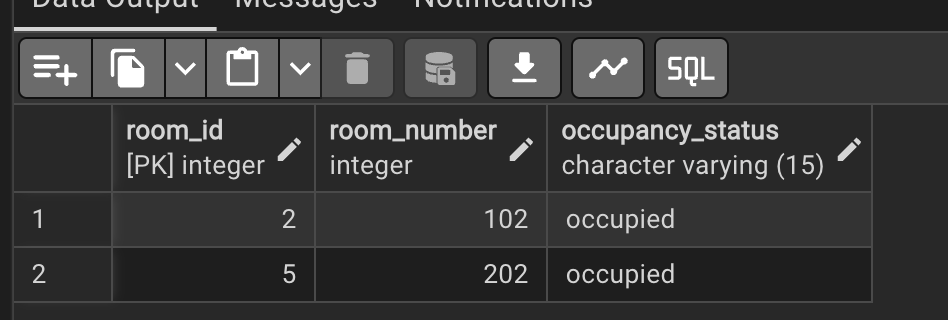 Data Output Messages Notifications
SQL
room_id room_number occupancy_status
[PK] integer integer character varying (15)
1 2 102 occupied
2 5 202 occupied